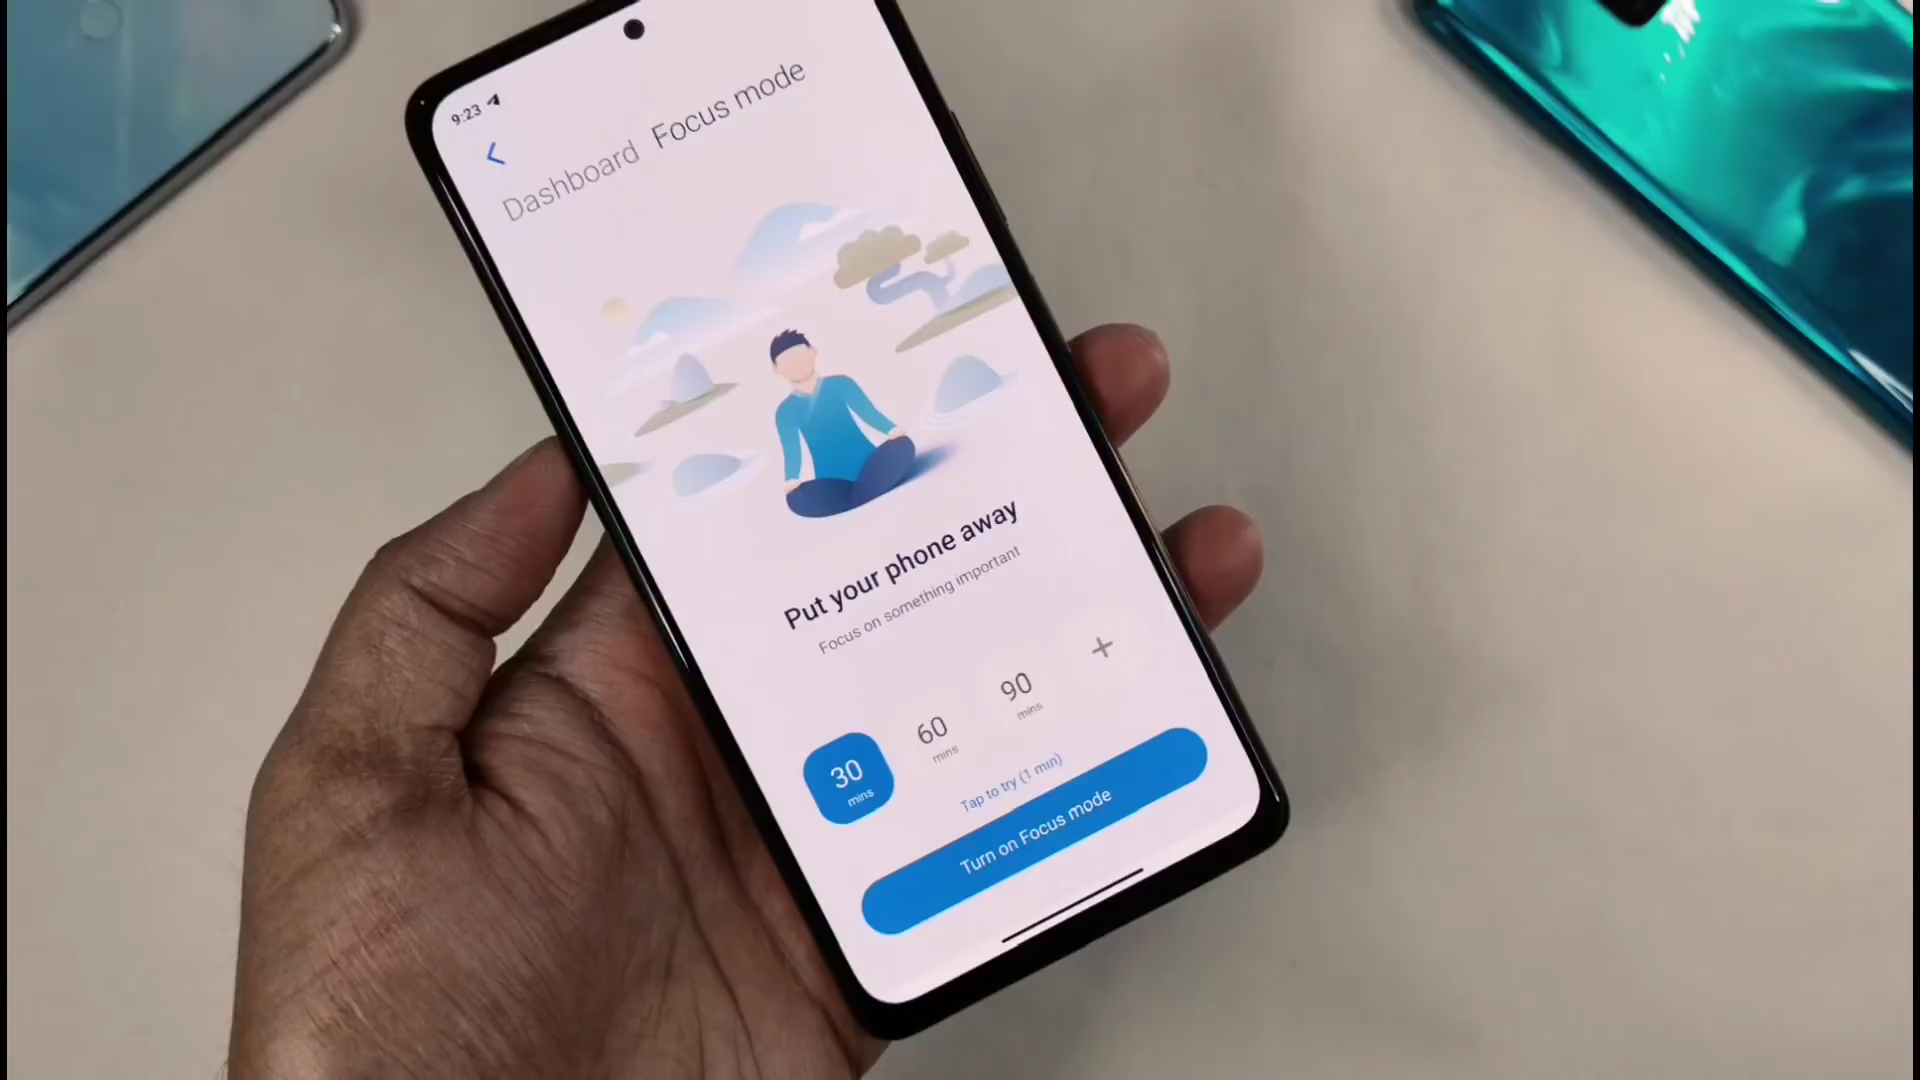 9:23
Dashboard Focus mode
Put your phone away
Focus on something important
30 mins
60 mins
90 mins
+
Tap to try (1 min)
Turn on Focus mode